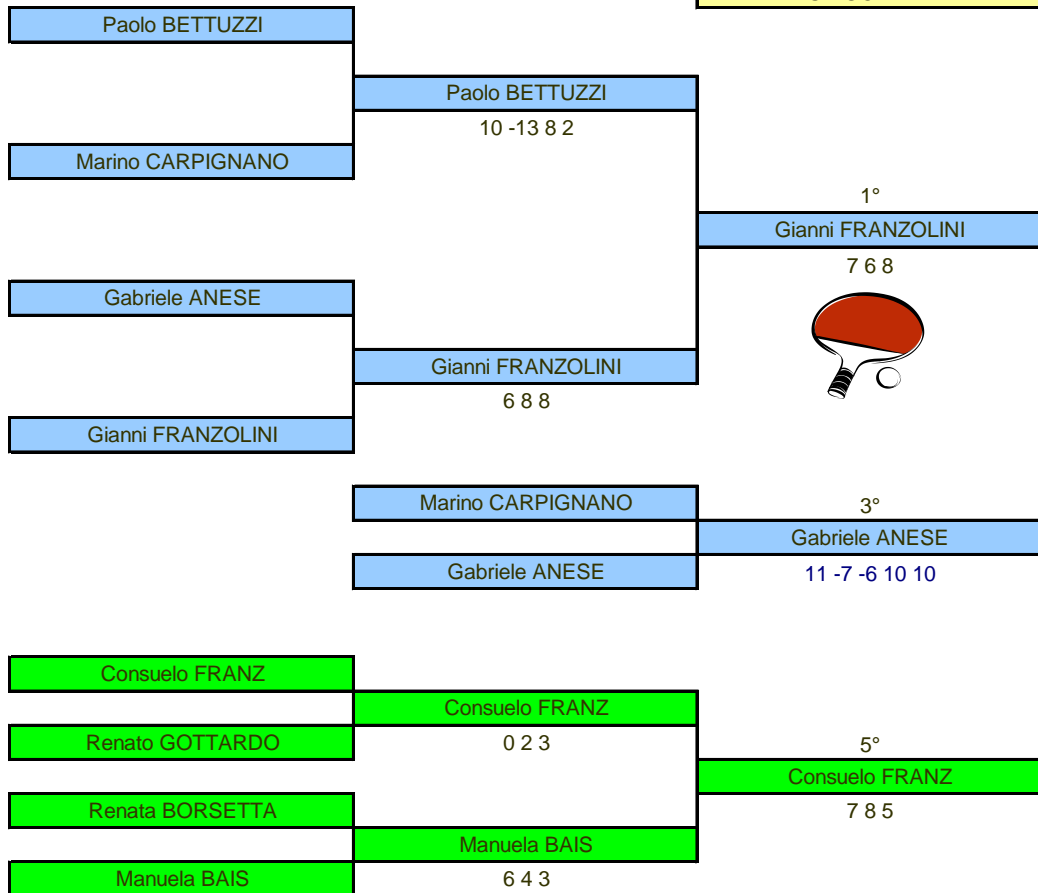 Paolo BETTUZZI
Paolo BETTUZZI
10 -13 8 2
Marino CARPIGNANO
1°
Gianni FRANZOLINI
7 6 8
Gabriele ANESE
Gianni FRANZOLINI
6 8 8
Gianni FRANZOLINI
Marino CARPIGNANO
3°
Gabriele ANESE
Gabriele ANESE
11 -7 -6 10 10
Consuelo FRANZ
Consuelo FRANZ
Renato GOTTARDO
0 2 3
5°
Consuelo FRANZ
Renata BORSETTA
7 8 5
Manuela BAIS
Manuela BAIS
6 4 3